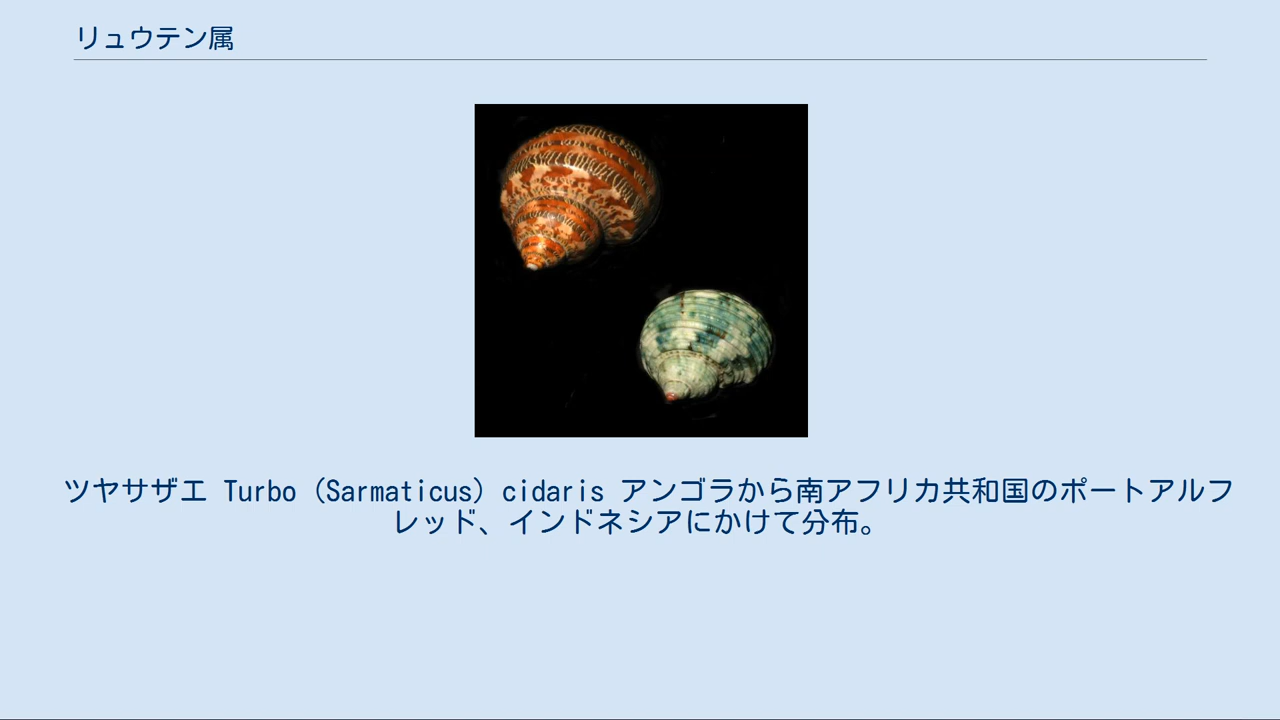 リュウテン属
ツヤサザエ Turbo (Sarmaticus) cidaris アンゴラから南アフリカ共和国のポートアルフ
レッド、インドネシアにかけて分布。